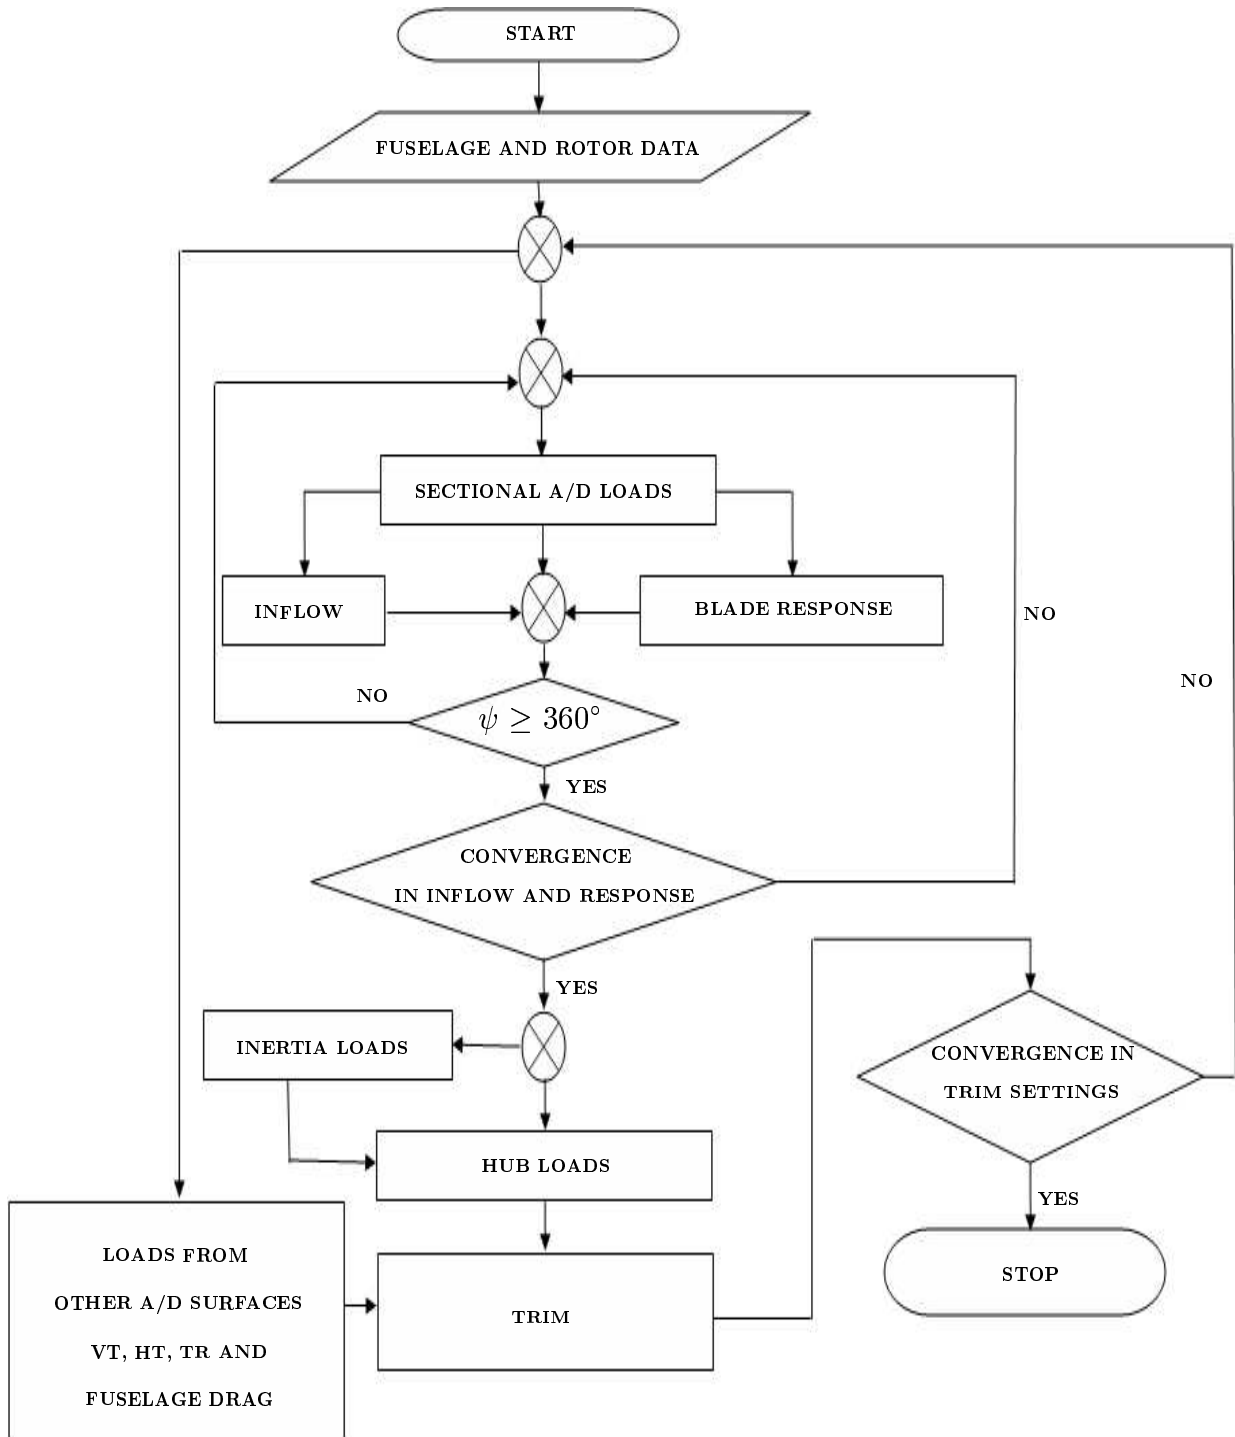 START
FUSELAGE AND ROTOR DATA
SECTIONAL A/D LOADS
INFLOW
BLADE RESPONSE
NO
NO
NO
ψ ≥ 360°
YES
CONVERGENCE
IN INFLOW AND RESPONSE
YES
INERTIA LOADS
CONVERGENCE IN
TRIM SETTINGS
HUB LOADS
YES
LOADS FROM
OTHER A/D SURFACES
VT, HT, TR AND
FUSELAGE DRAG
TRIM
STOP